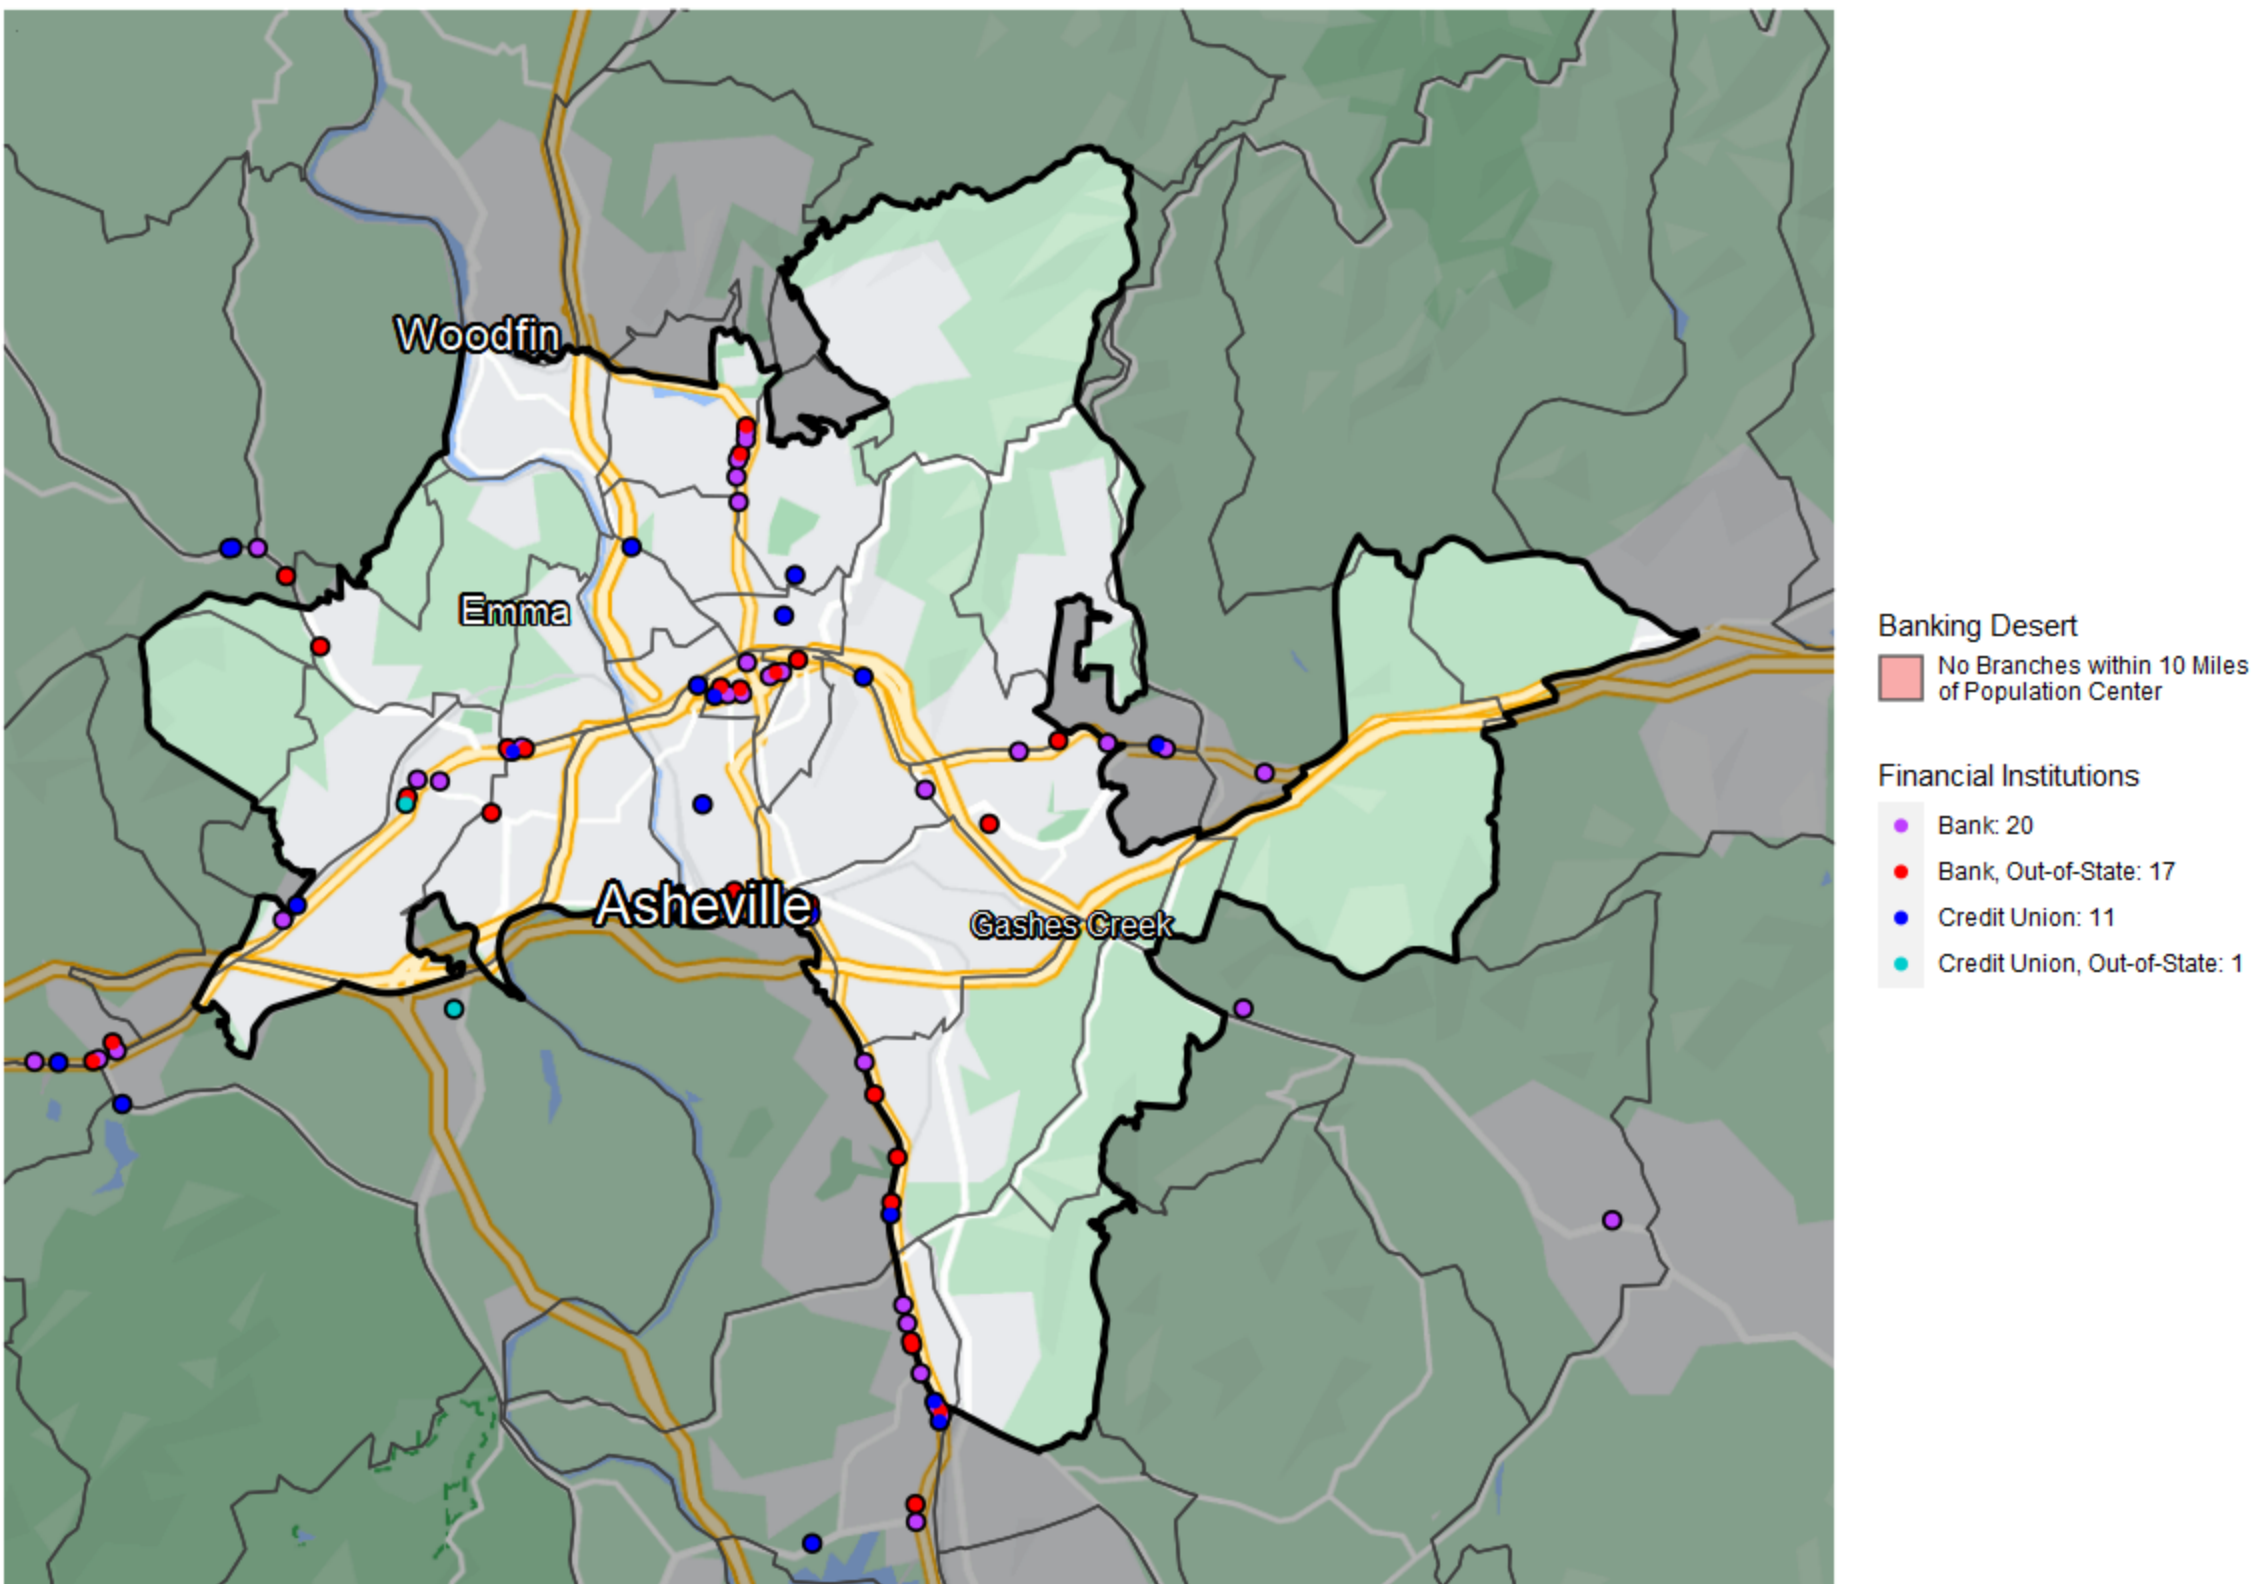 Woodfin
Emma
Asheville
Gashes Creek
Banking Desert
No Branches within 10 Miles
of Population Center
Financial Institutions
Bank: 20
Bank, Out-of-State: 17
Credit Union: 11
Credit Union, Out-of-State: 1